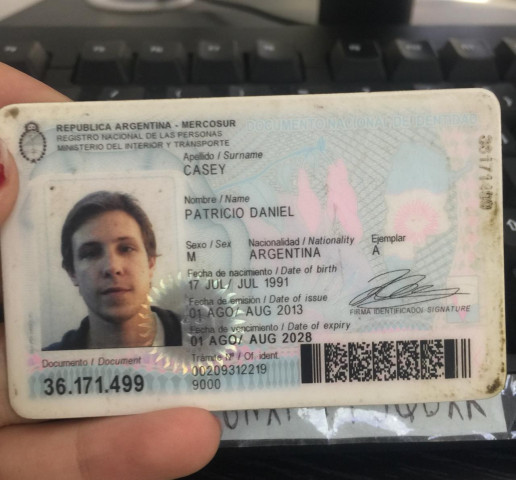 REPUBLICA ARGENTINA - MERCOSUR
REGISTRO NACIONAL DE LAS PERSONAS
MINISTERIO DEL INTERIOR Y TRANSPORTE
DOCUMENTO NACIONAL DE IDENTIDAD
Apellido / Surname
CASEY
Nombre / Name
PATRICIO DANIEL
Sexo / Sex Nacionalidad / Nationality Ejemplar
M ARGENTINA A
Fecha de nacimiento / Date of birth
17 JUL/ JUL 1991
Fecha de emisión / Date of issue
01 AGO/ AUG 2013
FIRMA IDENTIFICADO/ SIGNATURE
Fecha de vencimiento / Date of expiry
01 AGO/ AUG 2028
Documento / Document
36.171.499
Trámite Nº / Of. ident.
00209312219
9000